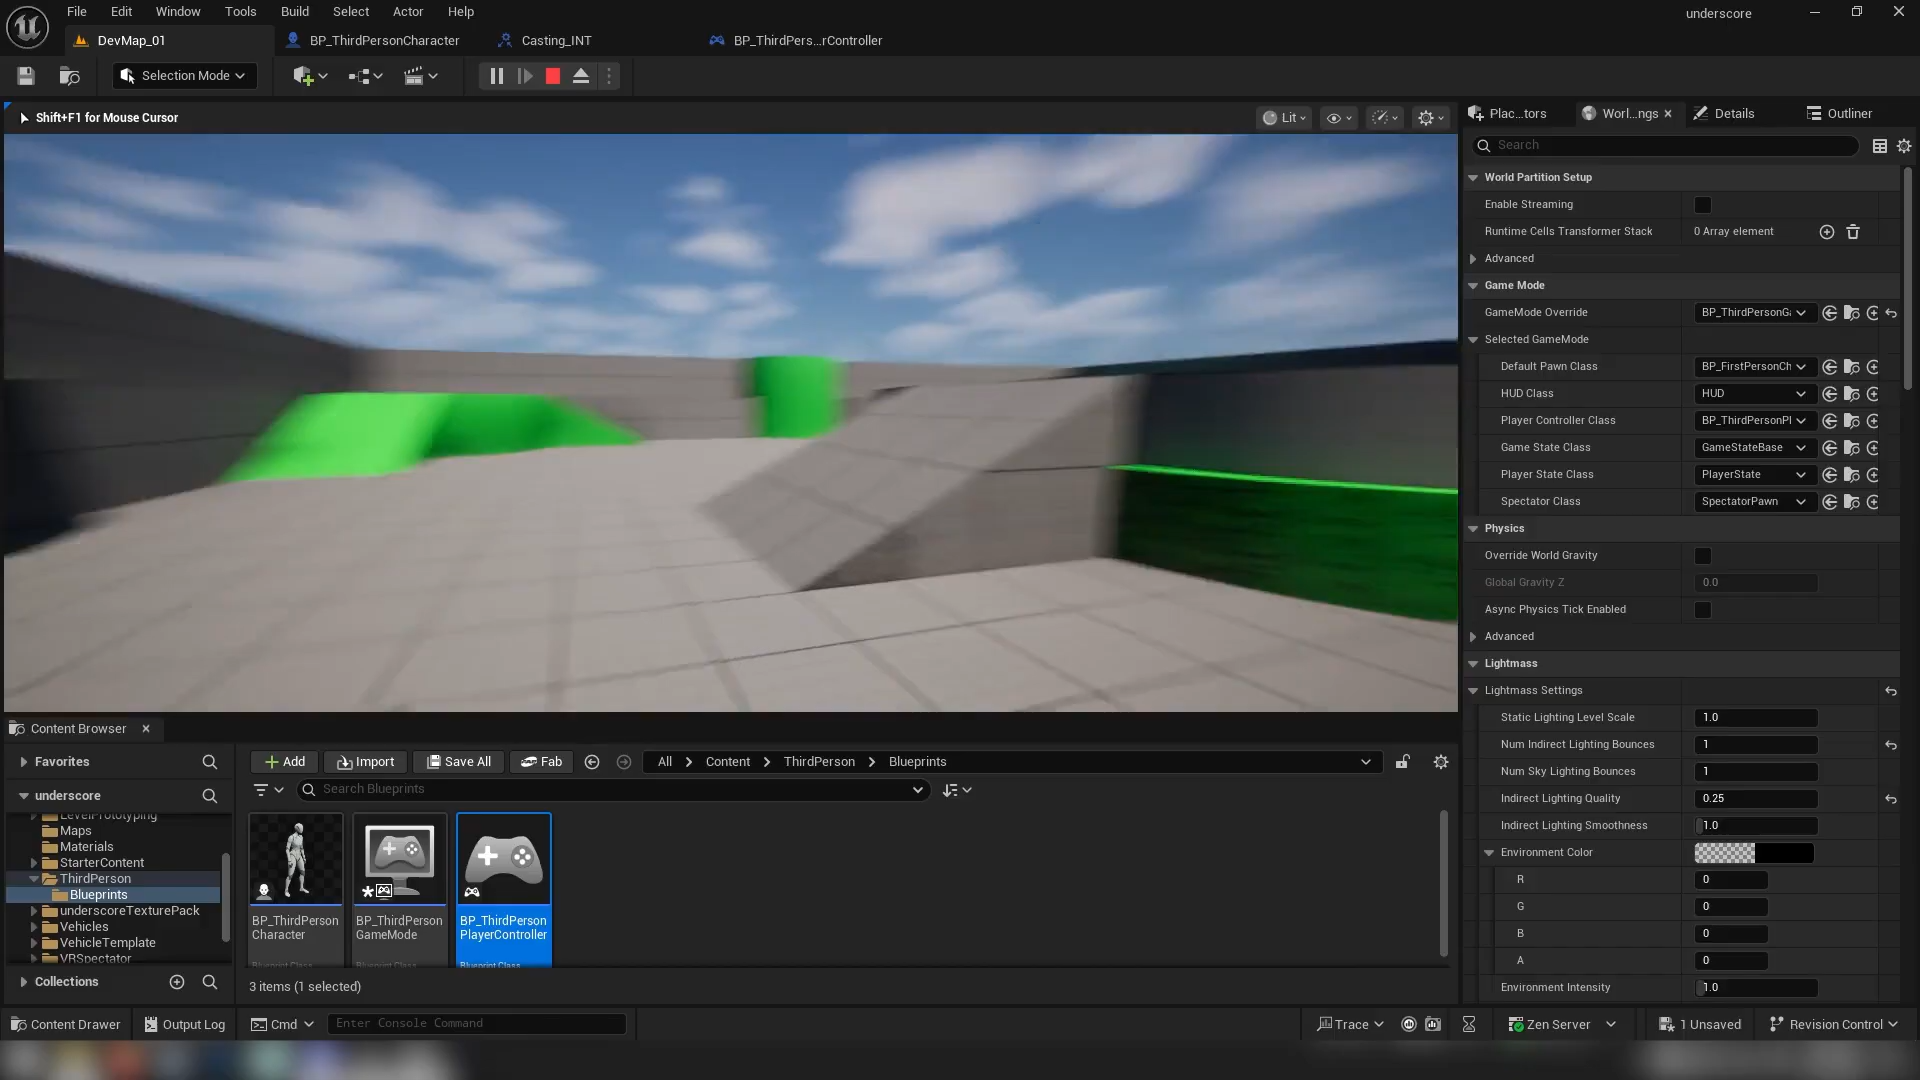 File Edit Window Tools Build Select Actor Help
underscore
DevMap_01
BP_ThirdPersonCharacter
Casting_INT
BP_ThirdPers...rController
Selection Mode
Shift+F1 for Mouse Cursor
Lit
Plac...tors
Worl...ngs
Details
Outliner
Search
World Partition Setup
Enable Streaming
Runtime Cells Transformer Stack 0 Array element
Advanced
Game Mode
GameMode Override BP_ThirdPersonGa
Selected GameMode
Default Pawn Class BP_FirstPersonCh
HUD Class HUD
Player Controller Class BP_ThirdPersonPl
Game State Class GameStateBase
Player State Class PlayerState
Spectator Class SpectatorPawn
Physics
Override World Gravity
Global Gravity Z 0.0
Async Physics Tick Enabled
Advanced
Lightmass
Lightmass Settings
Static Lighting Level Scale 1.0
Num Indirect Lighting Bounces 1
Num Sky Lighting Bounces 1
Indirect Lighting Quality 0.25
Indirect Lighting Smoothness 1.0
Environment Color
R 0
G 0
B 0
A 0
Environment Intensity 1.0
Content Browser
Favorites
underscore
LevelPrototyping
Maps
Materials
StarterContent
ThirdPerson
Blueprints
underscoreTexturePack
Vehicles
VehicleTemplate
VRSpectator
Collections
Add Import Save All Fab All Content ThirdPerson Blueprints
Search Blueprints
BP_ThirdPerson
Character
Blueprint Class
BP_ThirdPerson
GameMode
Blueprint Class
BP_ThirdPerson
PlayerController
Blueprint Class
3 items (1 selected)
Content Drawer Output Log Cmd Enter Console Command Trace Zen Server 1 Unsaved Revision Control